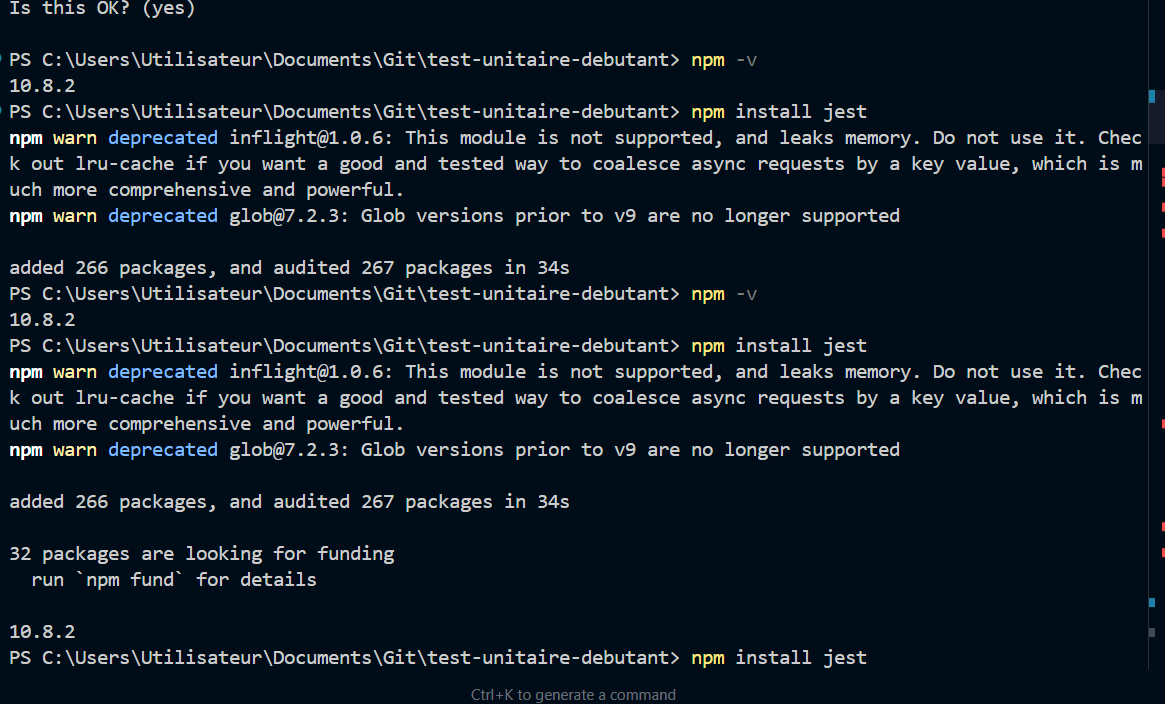 Is this OK? (yes)
PS C:\Users\Utilisateur\Documents\Git\test-unitaire-debutant> npm -v
10.8.2
PS C:\Users\Utilisateur\Documents\Git\test-unitaire-debutant> npm install jest
npm warn deprecated inflight@1.0.6: This module is not supported, and leaks memory. Do not use it. Chec
k out lru-cache if you want a good and tested way to coalesce async requests by a key value, which is m
uch more comprehensive and powerful.
npm warn deprecated glob@7.2.3: Glob versions prior to v9 are no longer supported
added 266 packages, and audited 267 packages in 34s
PS C:\Users\Utilisateur\Documents\Git\test-unitaire-debutant> npm -v
10.8.2
PS C:\Users\Utilisateur\Documents\Git\test-unitaire-debutant> npm install jest
npm warn deprecated inflight@1.0.6: This module is not supported, and leaks memory. Do not use it. Chec
k out lru-cache if you want a good and tested way to coalesce async requests by a key value, which is m
uch more comprehensive and powerful.
npm warn deprecated glob@7.2.3: Glob versions prior to v9 are no longer supported
added 266 packages, and audited 267 packages in 34s
32 packages are looking for funding
  run `npm fund` for details
10.8.2
PS C:\Users\Utilisateur\Documents\Git\test-unitaire-debutant> npm install jest
Ctrl+K to generate a command